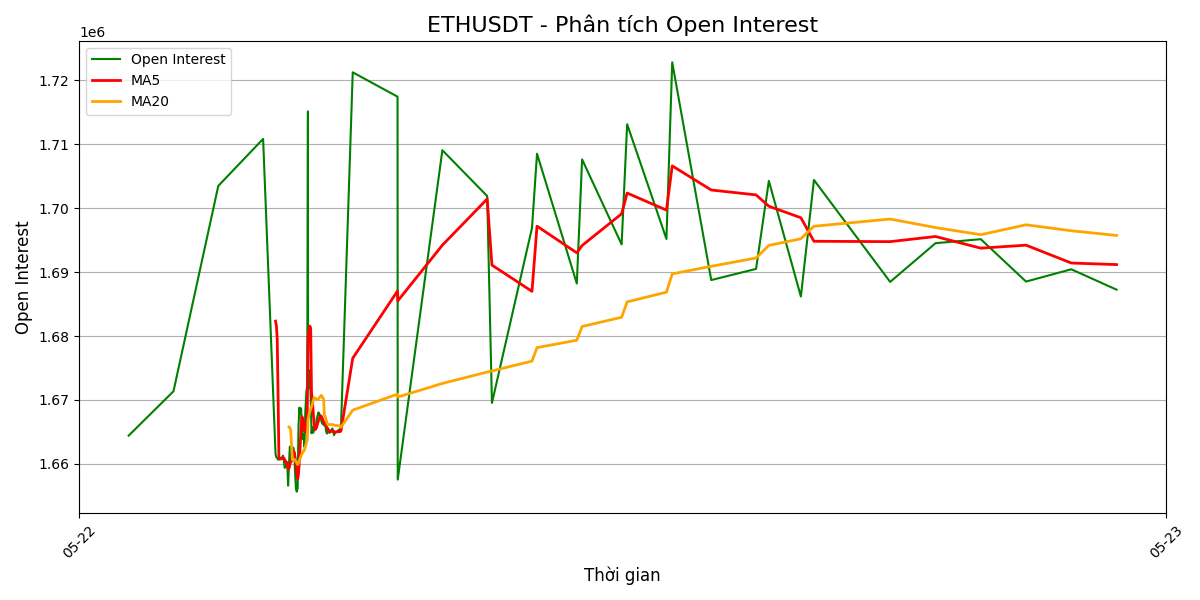 ETHUSDT - Phân tích Open Interest
1e6
Open Interest
MA5
MA20
1.72
1.71
1.70
1.69
1.68
1.67
1.66
Open Interest
05-22
05-23
Thời gian